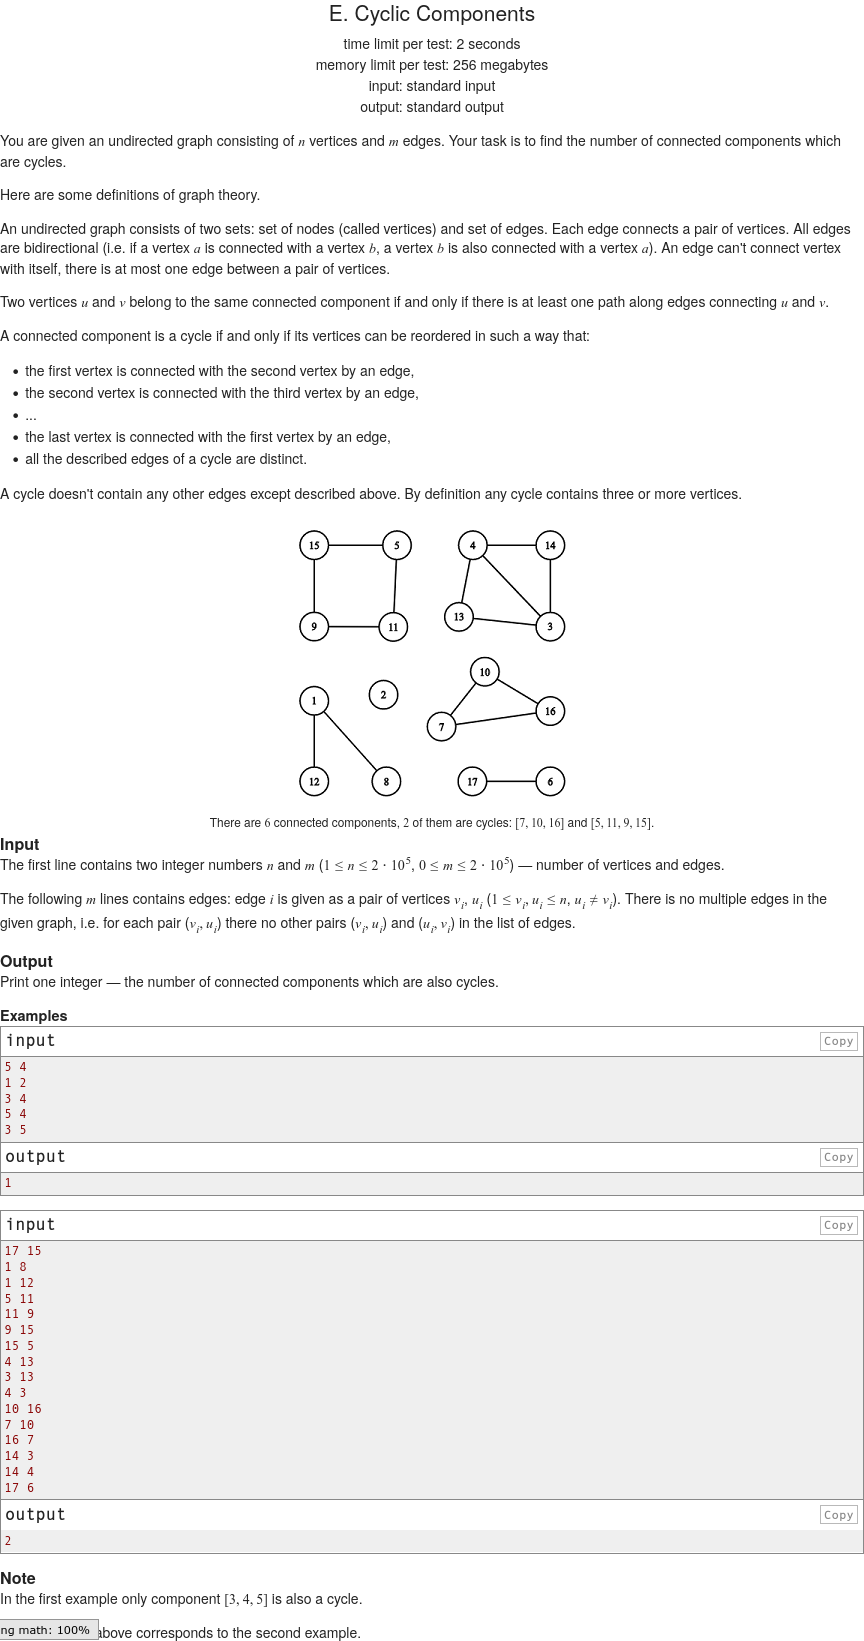 E. Cyclic Components
time limit per test: 2 seconds
memory limit per test: 256 megabytes
input: standard input
output: standard output
You are given an undirected graph consisting of n vertices and m edges. Your task is to find the number of connected components which
are cycles.
Here are some definitions of graph theory.
An undirected graph consists of two sets: set of nodes (called vertices) and set of edges. Each edge connects a pair of vertices. All edges
are bidirectional (i.e. if a vertex a is connected with a vertex b, a vertex b is also connected with a vertex a). An edge can't connect vertex
with itself, there is at most one edge between a pair of vertices.
Two vertices u and v belong to the same connected component if and only if there is at least one path along edges connecting u and v.
A connected component is a cycle if and only if its vertices can be reordered in such a way that:
• the first vertex is connected with the second vertex by an edge,
• the second vertex is connected with the third vertex by an edge,
• ...
• the last vertex is connected with the first vertex by an edge,
• all the described edges of a cycle are distinct.
A cycle doesn't contain any other edges except described above. By definition any cycle contains three or more vertices.
15 5 4 14
9 11 13 3
1 2 10 7 16
12 8 17 6
There are 6 connected components, 2 of them are cycles: [7, 10, 16] and [5, 11, 9, 15].
Input
The first line contains two integer numbers n and m (1 ≤ n ≤ 2 · 10^5, 0 ≤ m ≤ 2 · 10^5) — number of vertices and edges.
The following m lines contains edges: edge i is given as a pair of vertices v_i, u_i (1 ≤ v_i, u_i ≤ n, u_i ≠ v_i). There is no multiple edges in the
given graph, i.e. for each pair (v_i, u_i) there no other pairs (v_i, u_i) and (u_i, v_i) in the list of edges.
Output
Print one integer — the number of connected components which are also cycles.
Examples
input Copy
5 4
1 2
3 4
5 4
3 5
output Copy
1
input Copy
17 15
1 8
1 12
5 11
11 9
9 15
15 5
4 13
3 13
4 3
10 16
7 10
16 7
14 3
14 4
17 6
output Copy
2
Note
In the first example only component [3, 4, 5] is also a cycle.
ng math: 100% above corresponds to the second example.